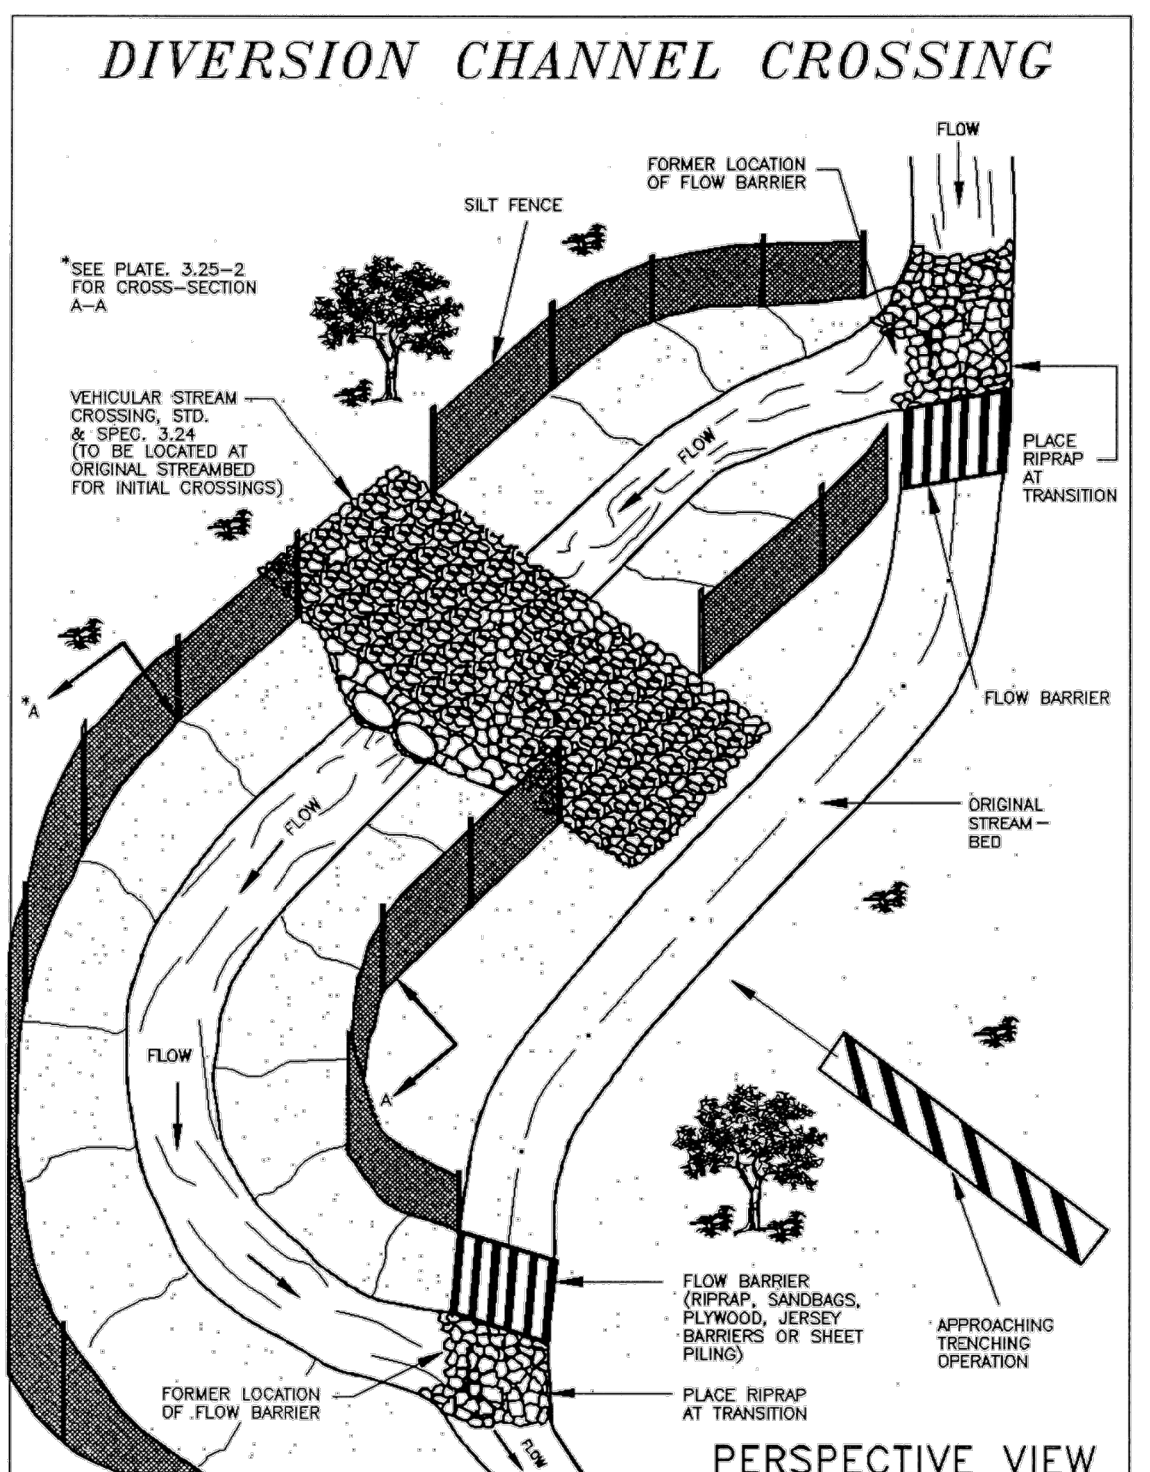 DIVERSION CHANNEL CROSSING
FLOW
FORMER LOCATION
OF FLOW BARRIER
SILT FENCE
*SEE PLATE. 3.25-2
FOR CROSS-SECTION
A-A
VEHICULAR STREAM
CROSSING, STD.
& SPEC. 3.24
(TO BE LOCATED AT
ORIGINAL STREAMBED
FOR INITIAL CROSSINGS)
FLOW
PLACE
RIPRAP
AT
TRANSITION
*A
FLOW BARRIER
FLOW
ORIGINAL
STREAM-
BED
FLOW
A
FLOW BARRIER
(RIPRAP, SANDBAGS,
PLYWOOD, JERSEY
BARRIERS OR SHEET
PILING)
APPROACHING
TRENCHING
OPERATION
FORMER LOCATION
OF FLOW BARRIER
PLACE RIPRAP
AT TRANSITION
FLOW
PERSPECTIVE VIEW